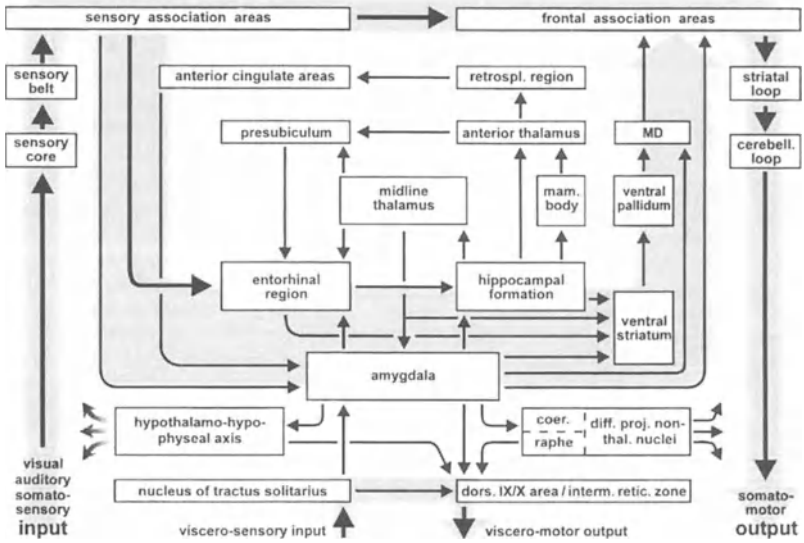 sensory association areas
frontal association areas
sensory
belt
anterior cingulate areas
retrospl. region
striatal
loop
sensory
core
presubiculum
anterior thalamus
MD
cerebell.
loop
midline
thalamus
mam.
body
ventral
pallidum
entorhinal
region
hippocampal
formation
ventral
striatum
amygdala
hypothalamo-hypo-
physeal axis
coer.
raphe
diff. proj. non-
thal. nuclei
visual
auditory
somato-
sensory
input
nucleus of tractus solitarius
dors. IX/X area / interm. retic. zone
somato-
motor
output
viscero-sensory input
viscero-motor output